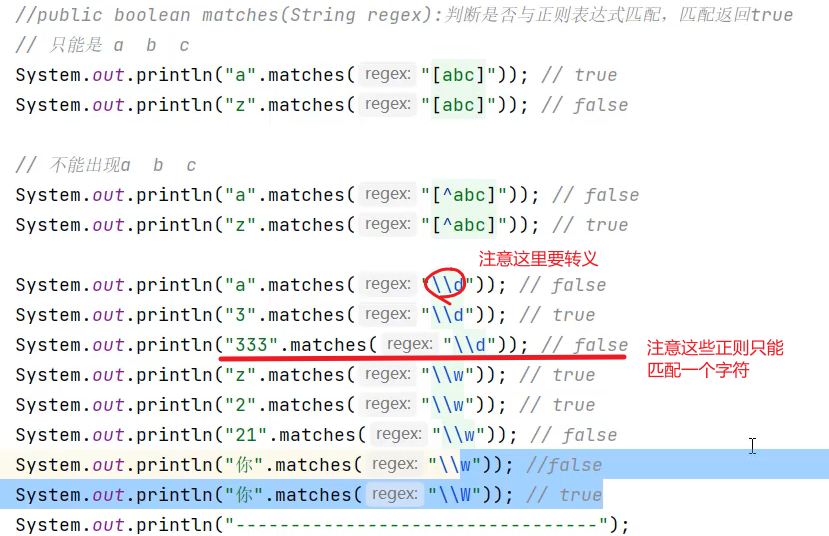 //public boolean matches(String regex):判断是否与正则表达式匹配，匹配返回true
// 只能是 a  b  c
System.out.println("a".matches( regex: "[abc]")); // true
System.out.println("z".matches( regex: "[abc]")); // false
// 不能出现a  b  c
System.out.println("a".matches( regex: "[^abc]")); // false
System.out.println("z".matches( regex: "[^abc]")); // true
注意这里要转义
System.out.println("a".matches( regex: "\\d")); // false
System.out.println("3".matches( regex: "\\d")); // true
System.out.println("333".matches( regex: "\\d")); // false
注意这些正则只能
匹配一个字符
System.out.println("z".matches( regex: "\\w")); // true
System.out.println("2".matches( regex: "\\w")); // true
System.out.println("21".matches( regex: "\\w")); // false
System.out.println("你".matches( regex: "\\w")); //false
System.out.println("你".matches( regex: "\\W")); // true
System.out.println("---------------------------------");